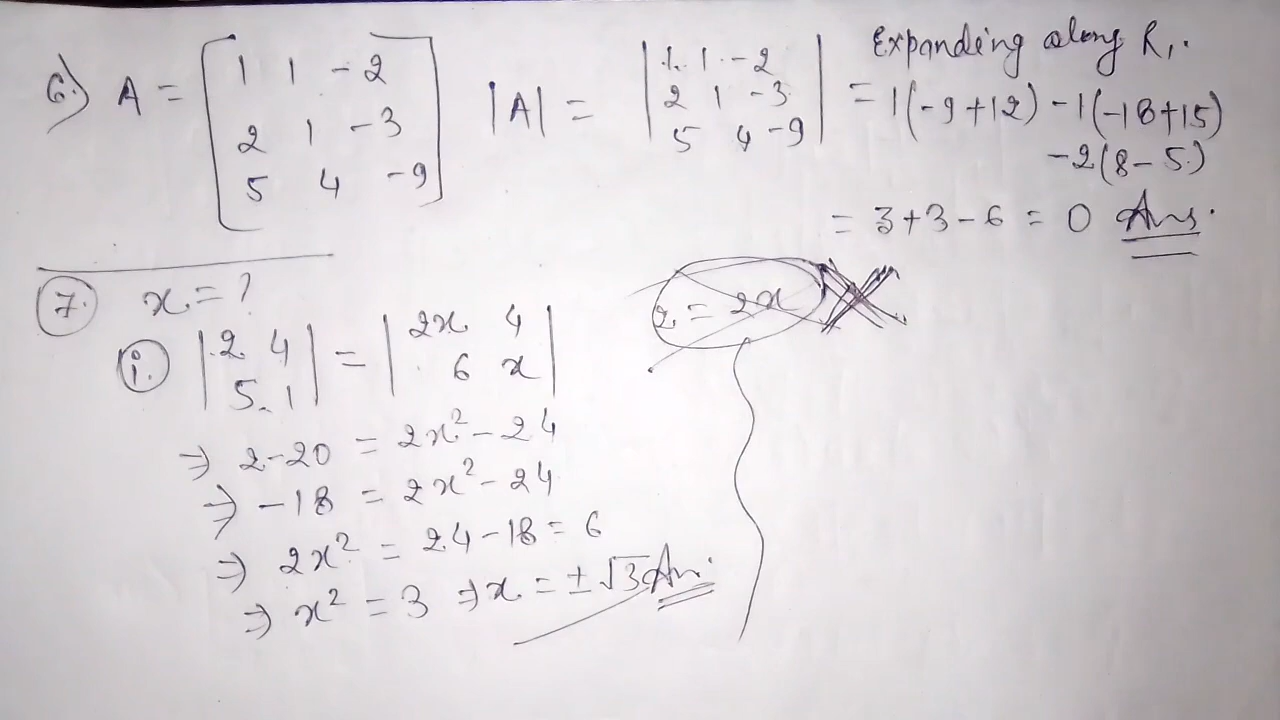 6.) A = [1 1 -2
2 1 -3
5 4 -9]
|A| = |1 1 -2
2 1 -3
5 4 -9|
Expanding along R₁.
= 1(-9+12) -1(-18+15)
-2(8-5)
= 3+3-6 = 0 Ans.
7. x = ?
i. |2 4
5 1| = |2x 4
6 x|
⇒ 2-20 = 2x² - 24
⇒ -18 = 2x² - 24
⇒ 2x² = 24-18 = 6
⇒ x² = 3 ⇒ x = ±√3 Ans.
2 = 2x